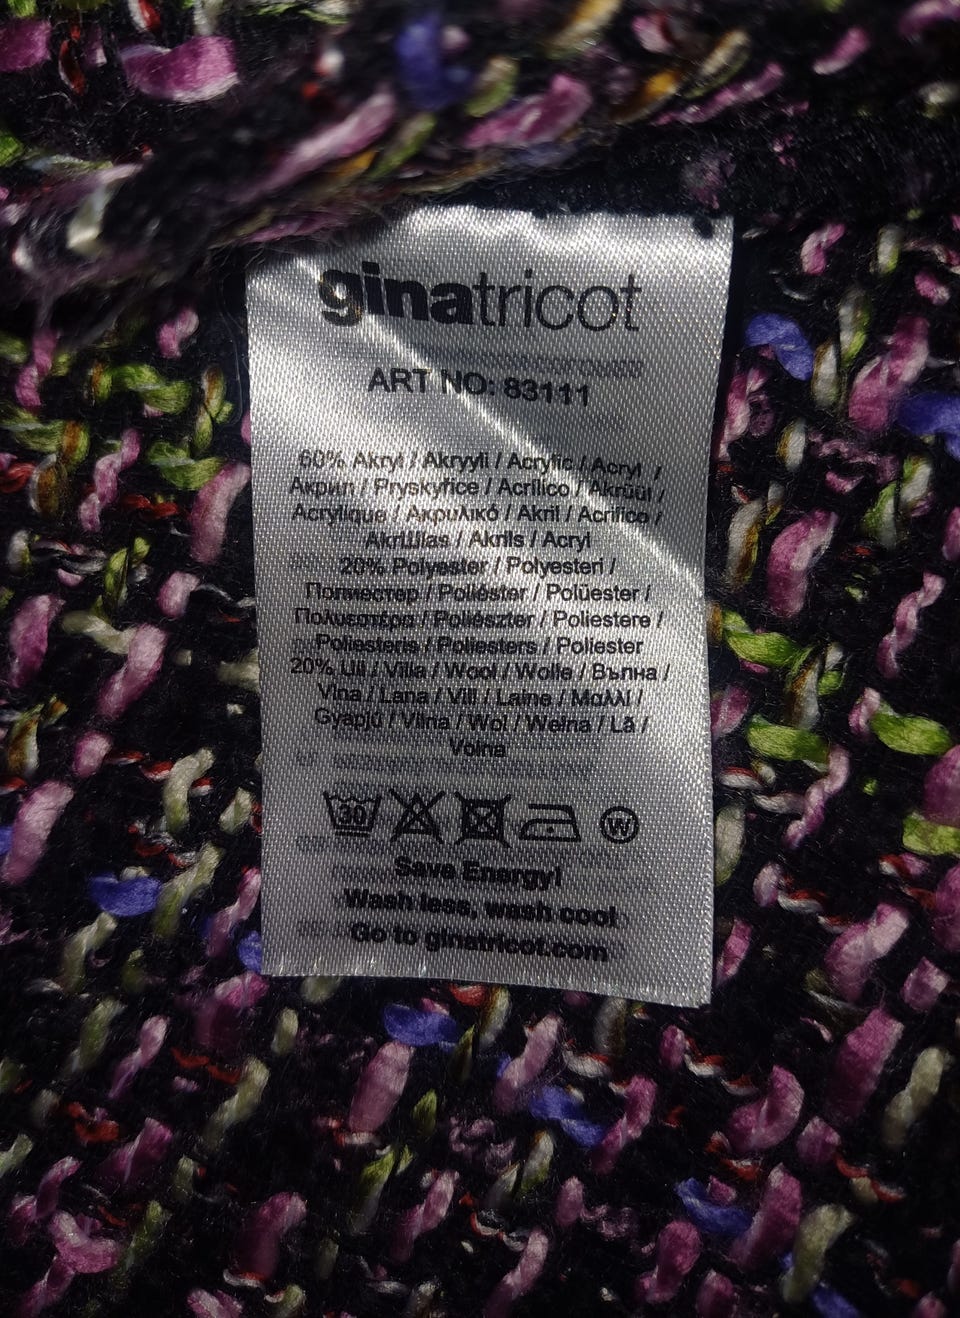 ginatricot
ART NO: 83111
60% Akryl / Akryyli / Acrylic / Acryl /
Акрил / Pryskyřice / Acrílico / Akrüül /
Acrylique / Ακρυλικό / Akril / Acrilico /
Akrilas / Akrils / Acryl
20% Polyester / Polyesteri /
Полиестер / Poliéster / Polüester /
Πολυεστέρα / Poliészter / Poliestere /
Poliesteris / Poliesters / Poliester
20% Ull / Villa / Wool / Wolle / Вълна /
Vlna / Lana / Vill / Laine / Μαλλί /
Gyapjú / Vilna / Wol / Wełna / Lã /
Volna
30
W
Save Energy!
Wash less, wash cool
Go to ginatricot.com